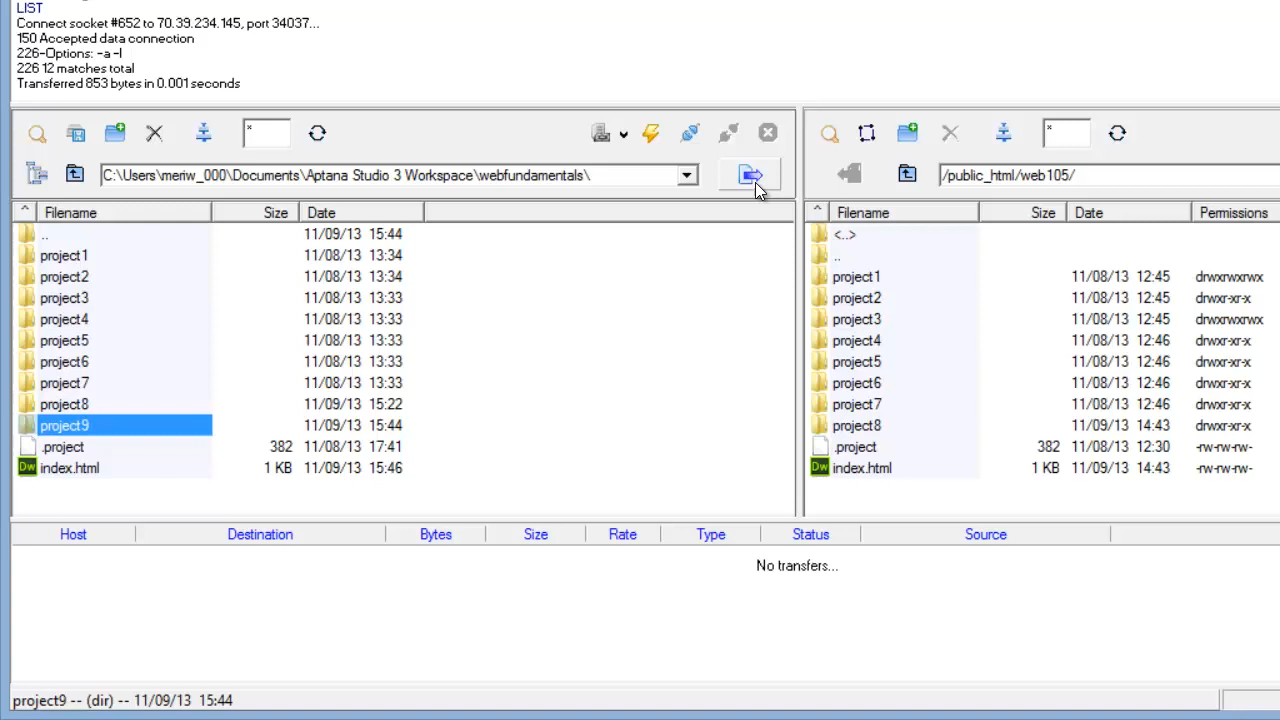 LIST
Connect socket #652 to 70.39.234.145, port 34037...
150 Accepted data connection
226-Options: -a -l
226 12 matches total
Transferred 853 bytes in 0.001 seconds
* *
C:\Users\meriw_000\Documents\Aptana Studio 3 Workspace\webfundamentals\ /public_html/web105/
^ Filename Size Date ^ Filename Size Date Permissions
.. 11/09/13 15:44 <..>
project1 11/08/13 13:34 ..
project2 11/08/13 13:34 project1 11/08/13 12:45 drwxrwxrwx
project3 11/08/13 13:33 project2 11/08/13 12:45 drwxr-xr-x
project4 11/08/13 13:33 project3 11/08/13 12:45 drwxrwxrwx
project5 11/08/13 13:33 project4 11/08/13 12:46 drwxr-xr-x
project6 11/08/13 13:33 project5 11/08/13 12:46 drwxr-xr-x
project7 11/08/13 13:33 project6 11/08/13 12:46 drwxr-xr-x
project8 11/09/13 15:22 project7 11/08/13 12:46 drwxr-xr-x
project9 11/09/13 15:44 project8 11/09/13 14:43 drwxr-xr-x
.project 382 11/08/13 17:41 .project 382 11/08/13 12:30 -rw-rw-rw-
Dw index.html 1 KB 11/09/13 15:46 Dw index.html 1 KB 11/09/13 14:43 -rw-rw-rw-
Host Destination Bytes Size Rate Type Status Source
No transfers...
project9 -- (dir) -- 11/09/13 15:44